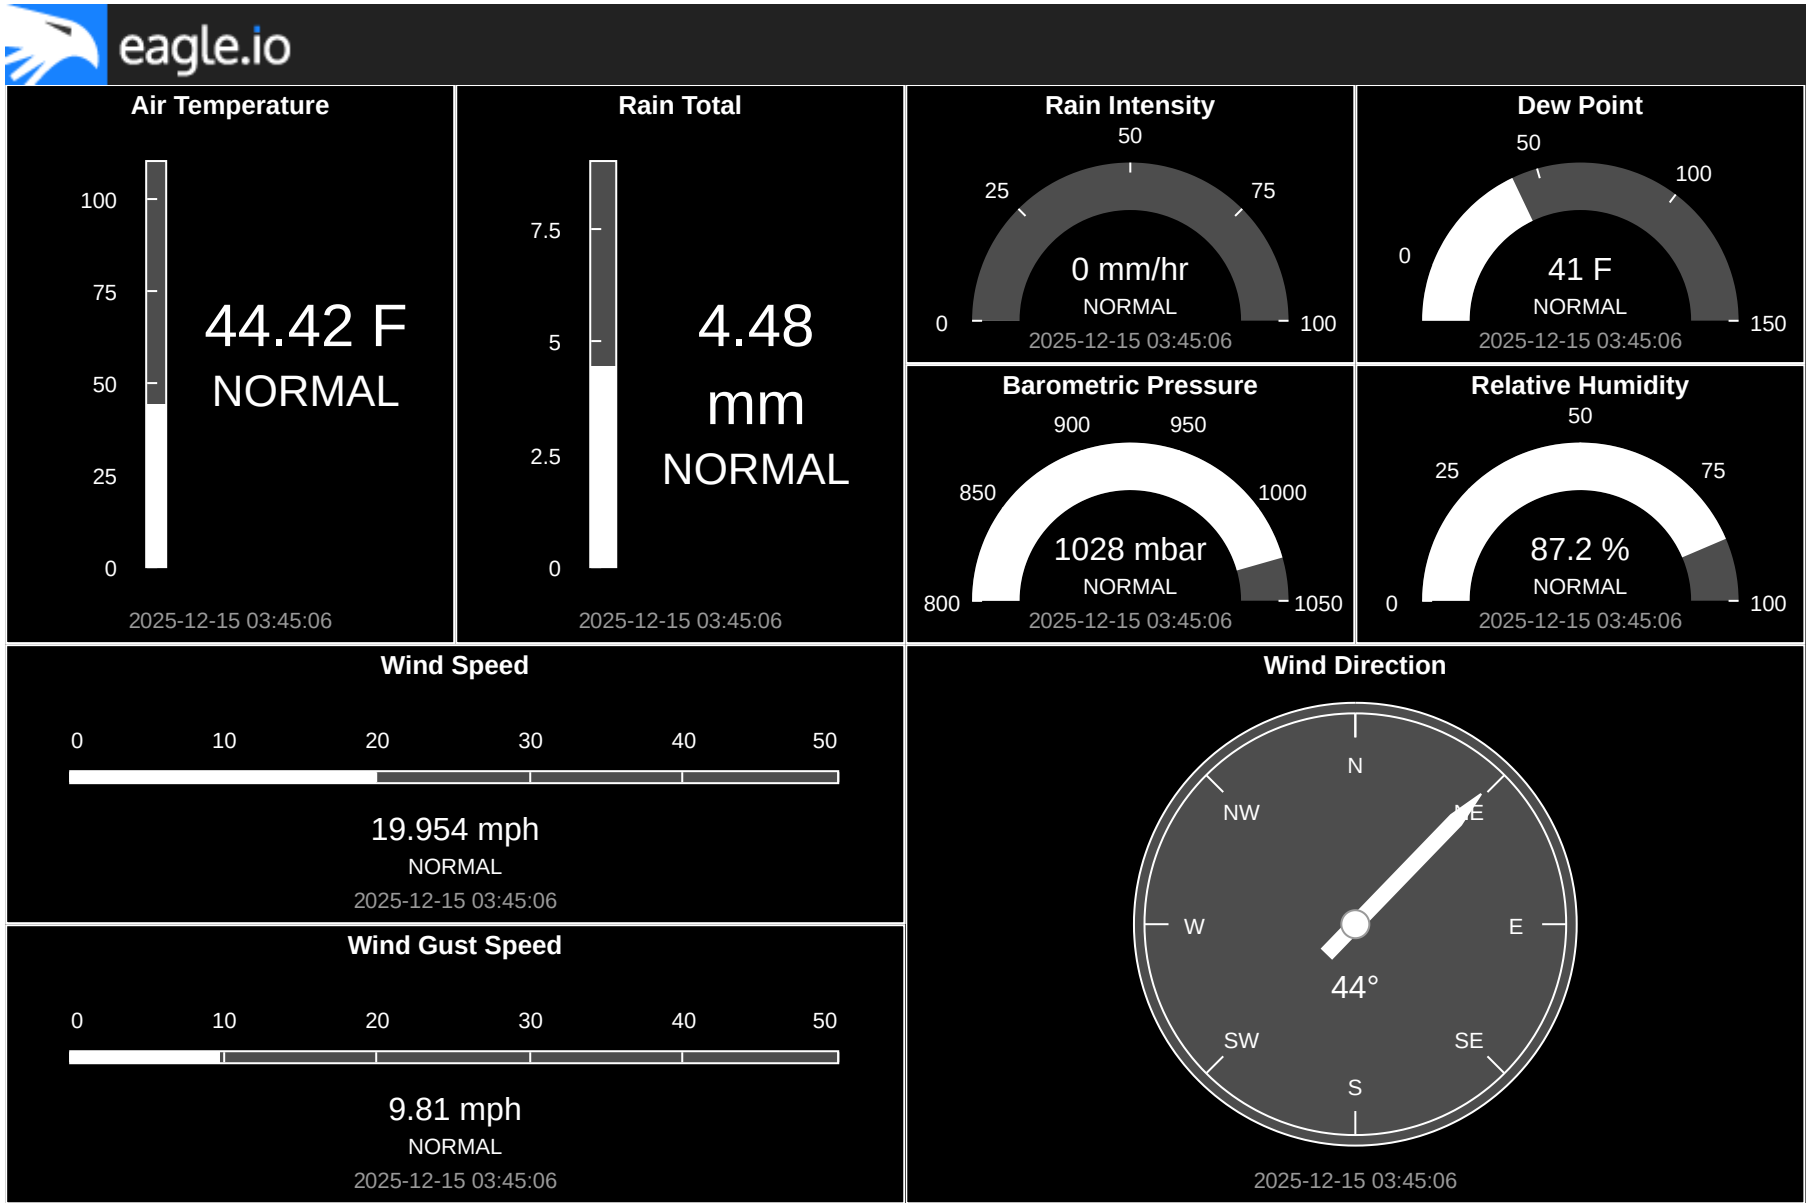 eagle.io
Air Temperature
100
75
50
25
0
44.42 F
NORMAL
2025-12-15 03:45:06
Rain Total
7.5
5
2.5
0
4.48
mm
NORMAL
2025-12-15 03:45:06
Rain Intensity
0
25
50
75
100
0 mm/hr
NORMAL
2025-12-15 03:45:06
Dew Point
0
50
100
150
41 F
NORMAL
2025-12-15 03:45:06
Barometric Pressure
800
850
900
950
1000
1050
1028 mbar
NORMAL
2025-12-15 03:45:06
Relative Humidity
0
25
50
75
100
87.2 %
NORMAL
2025-12-15 03:45:06
Wind Speed
0 10 20 30 40 50
19.954 mph
NORMAL
2025-12-15 03:45:06
Wind Gust Speed
0 10 20 30 40 50
9.81 mph
NORMAL
2025-12-15 03:45:06
Wind Direction
N
NW NE
W E
44°
SW SE
S
2025-12-15 03:45:06